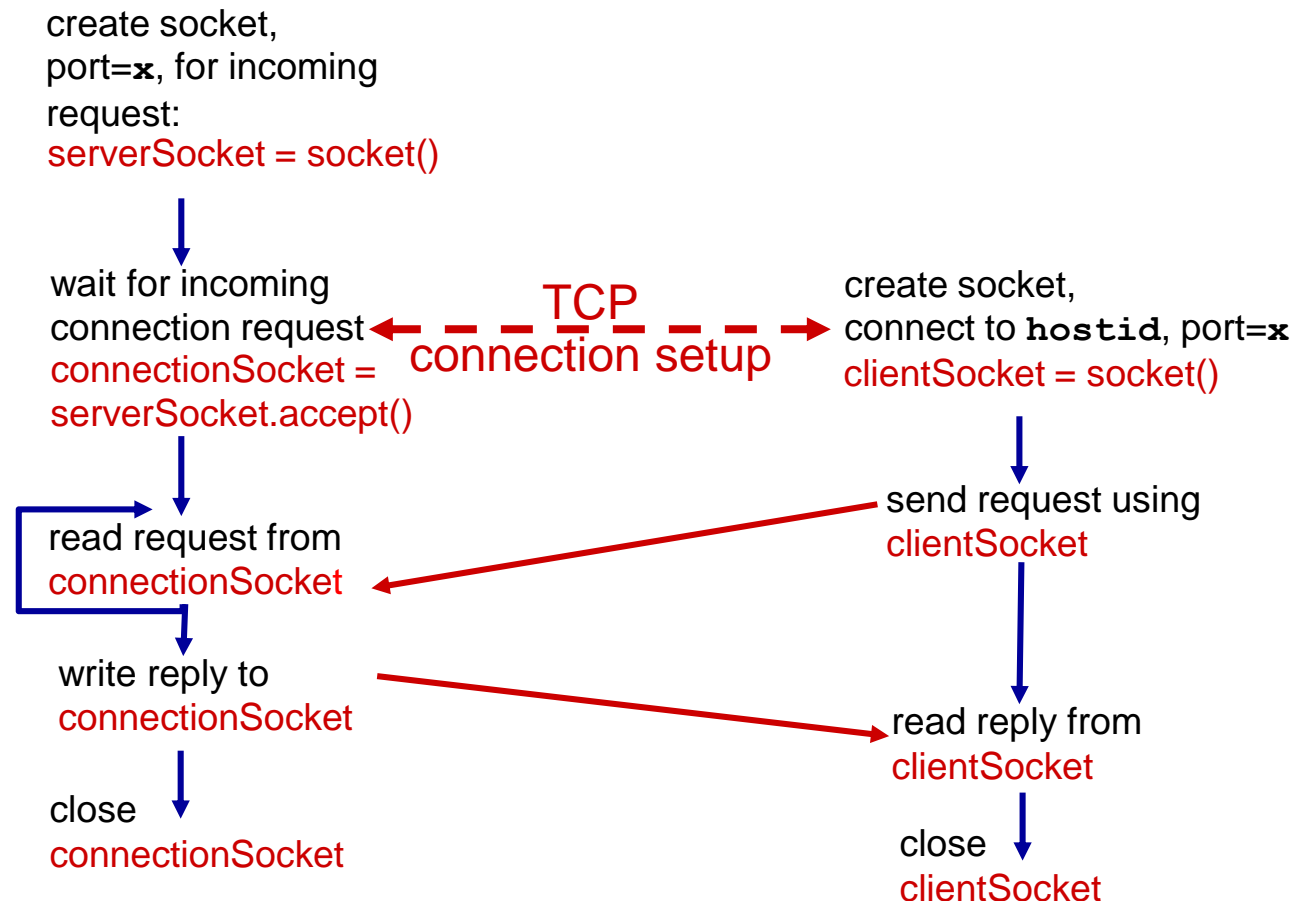 create socket,
port=x, for incoming
request:
serverSocket = socket()
wait for incoming
connection request
connectionSocket =
serverSocket.accept()
TCP
connection setup
create socket,
connect to hostid, port=x
clientSocket = socket()
read request from
connectionSocket
send request using
clientSocket
write reply to
connectionSocket
read reply from
clientSocket
close
connectionSocket
close
clientSocket